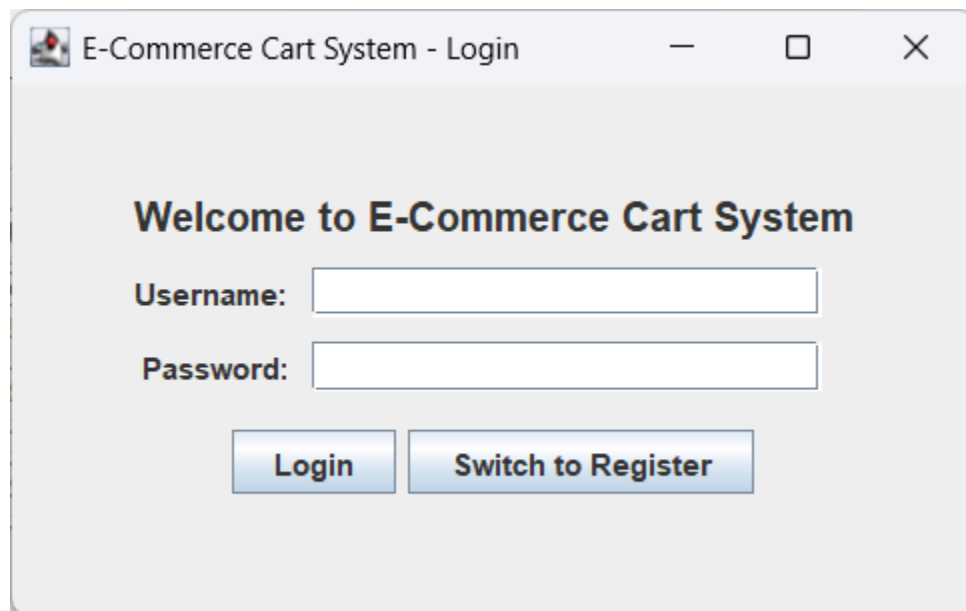 E-Commerce Cart System - Login
Welcome to E-Commerce Cart System
Username:
Password:
Login Switch to Register